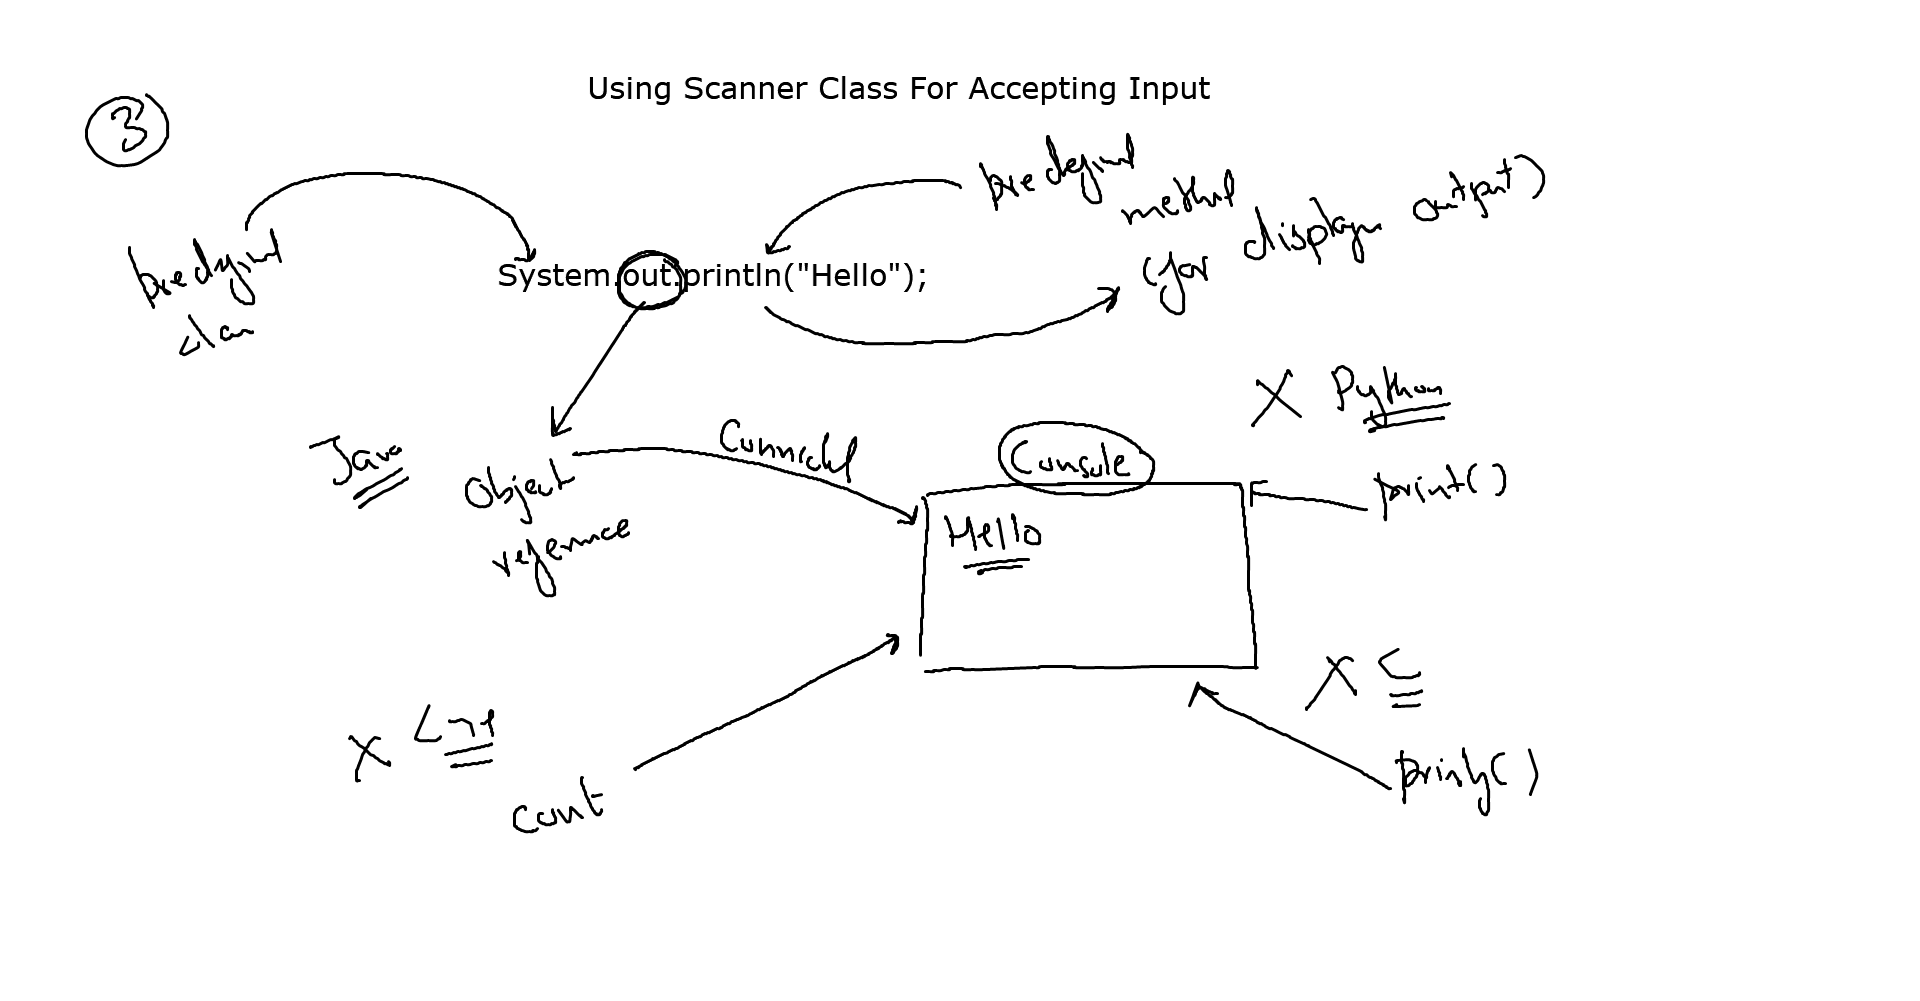 Using Scanner Class For Accepting Input
3
predefined
method
(for display output)
predefined
class
System.out.println("Hello");
Java
Object
reference
Connected
Console
Hello
X Python
print()
X C
printf()
X C++
cout